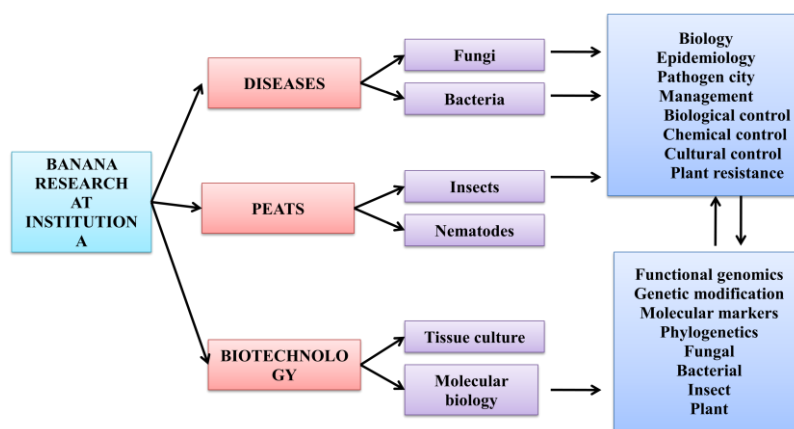 BANANA
RESEARCH
AT
INSTITUTION
A
DISEASES
PEATS
BIOTECHNOLO
GY
Fungi
Bacteria
Insects
Nematodes
Tissue culture
Molecular
biology
Biology
Epidemiology
Pathogen city
Management
Biological control
Chemical control
Cultural control
Plant resistance
Functional genomics
Genetic modification
Molecular markers
Phylogenetics
Fungal
Bacterial
Insect
Plant